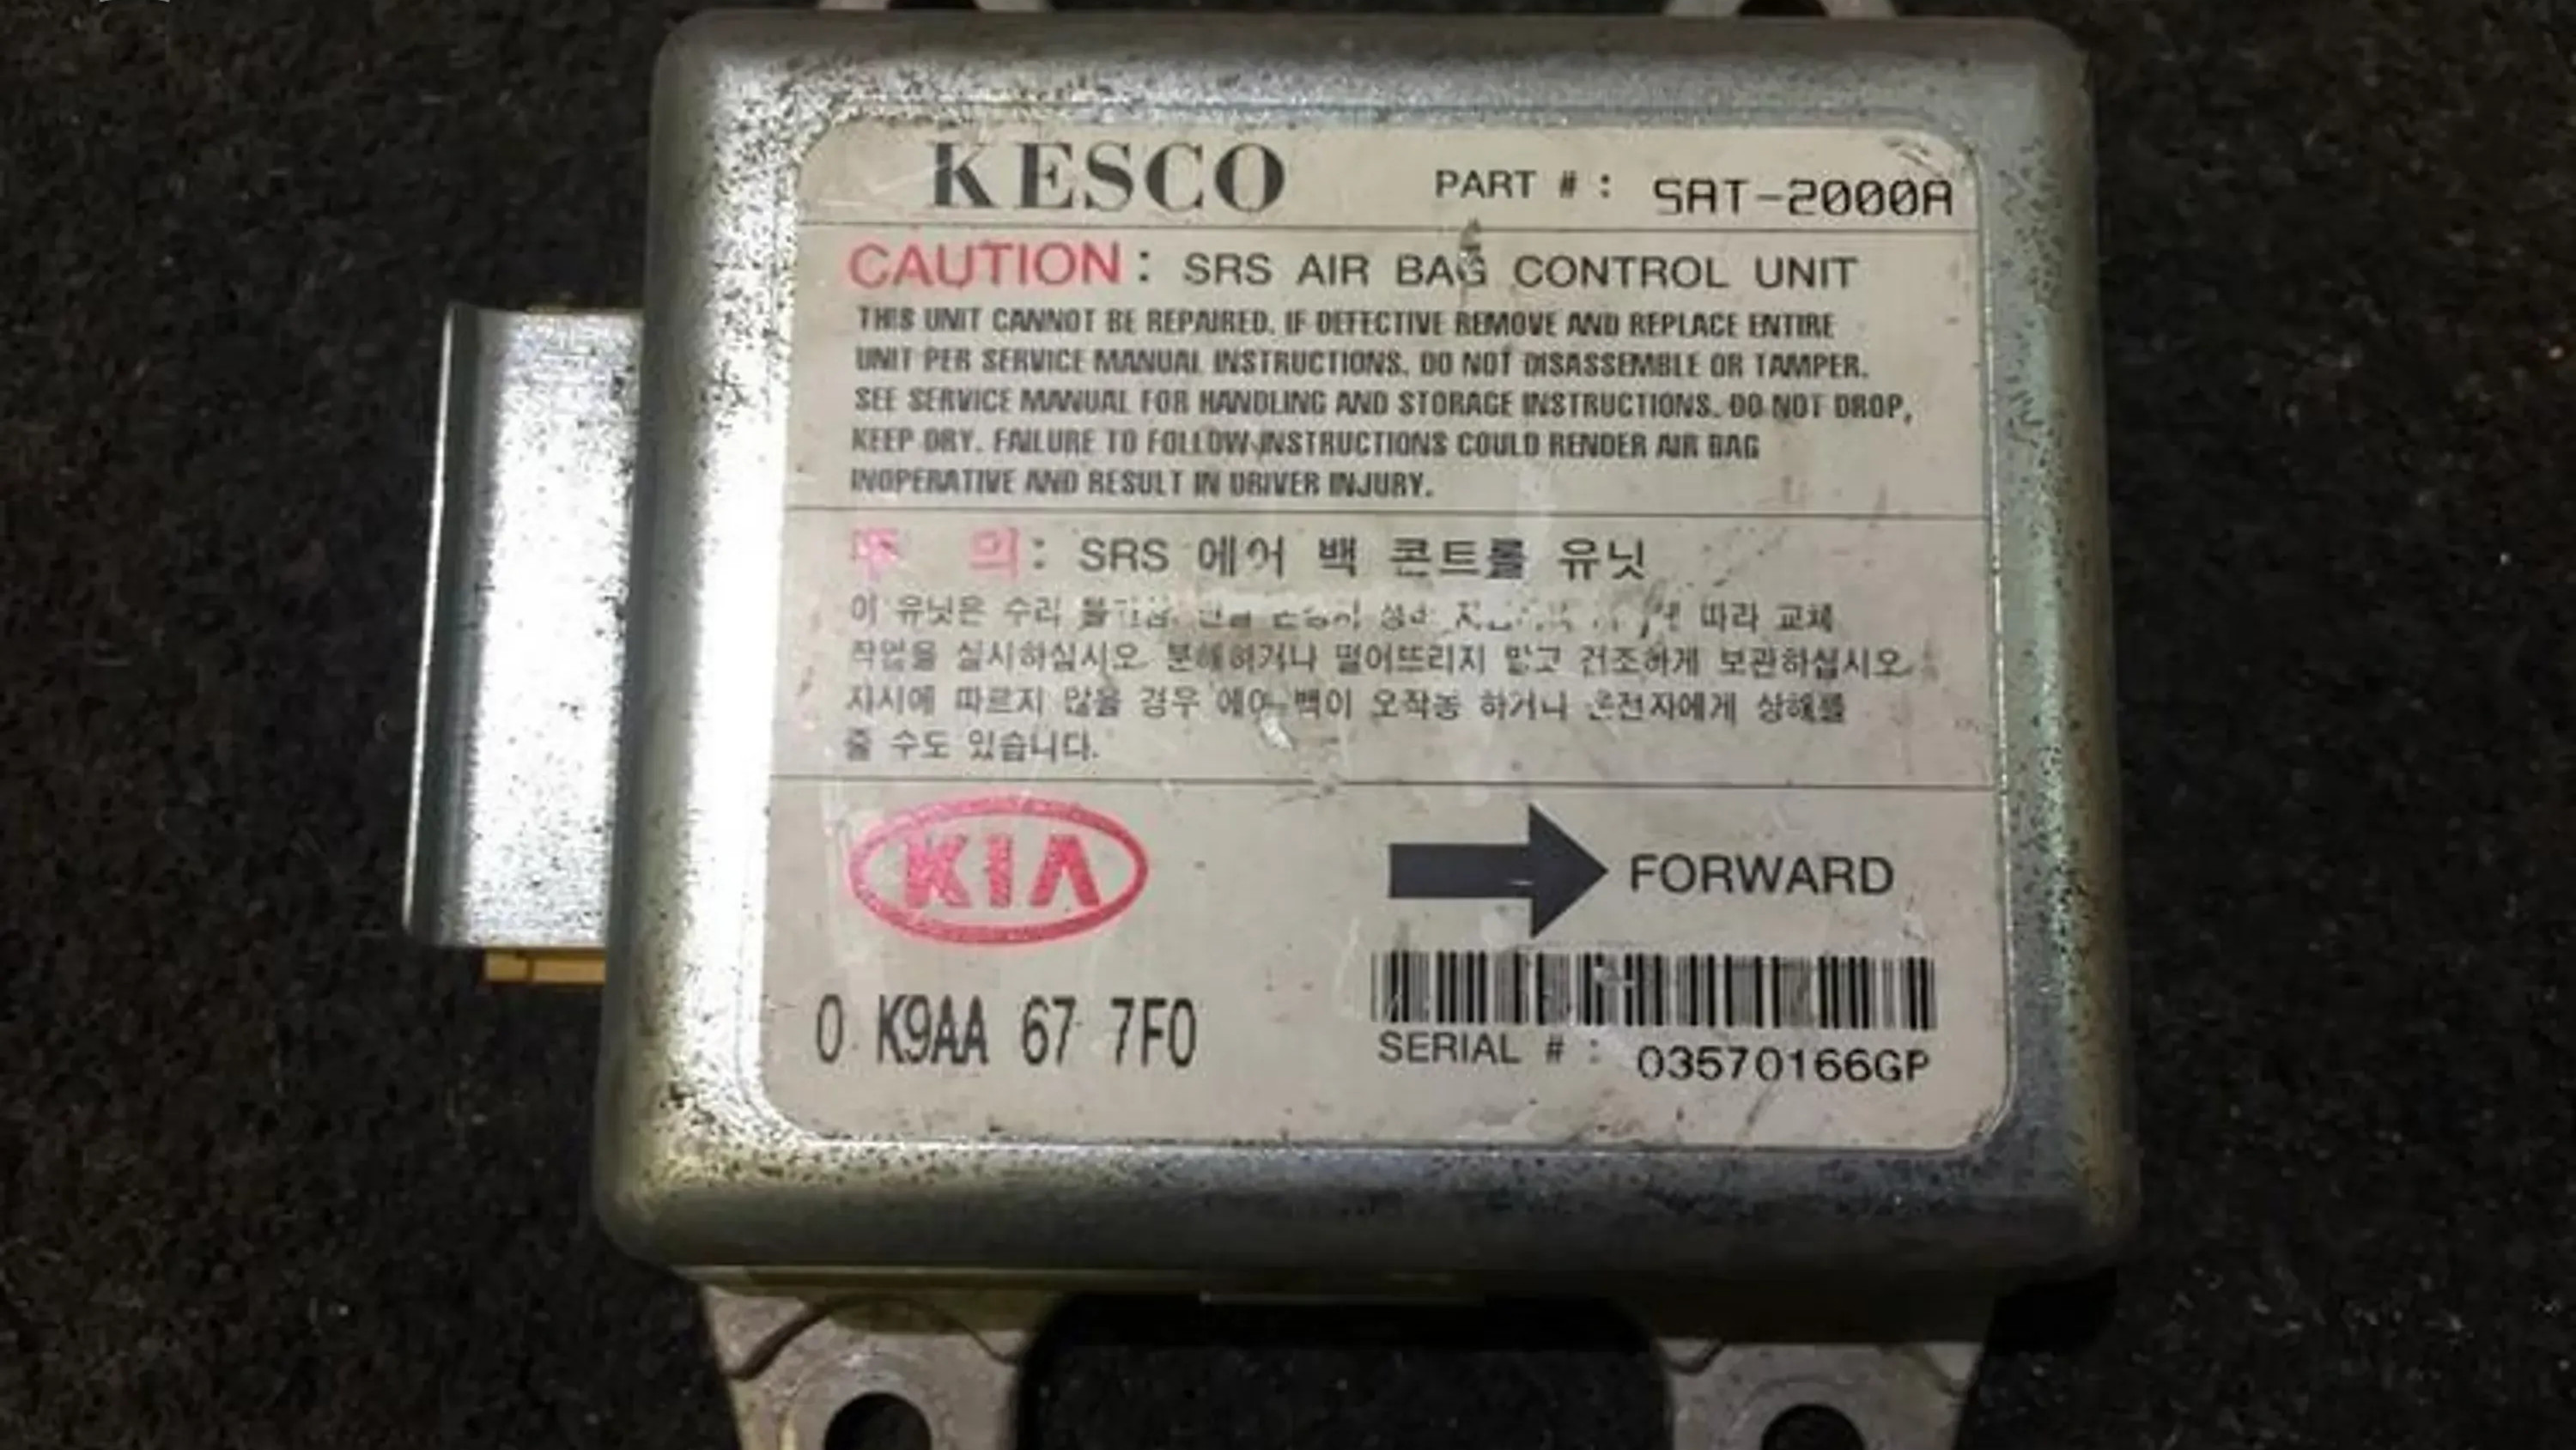 KESCO PART # : SAT-2000A
CAUTION : SRS AIR BAG CONTROL UNIT
THIS UNIT CANNOT BE REPAIRED. IF DEFECTIVE REMOVE AND REPLACE ENTIRE
UNIT PER SERVICE MANUAL INSTRUCTIONS. DO NOT DISASSEMBLE OR TAMPER.
SEE SERVICE MANUAL FOR HANDLING AND STORAGE INSTRUCTIONS. DO NOT DROP,
KEEP DRY. FAILURE TO FOLLOW INSTRUCTIONS COULD RENDER AIR BAG
INOPERATIVE AND RESULT IN DRIVER INJURY.
주 의: SRS 에어 백 콘트롤 유닛
이 유닛은 수리 따라 교체
작업을 실시하십시오. 분해하거나 떨어뜨리지 말고 건조하게 보관하십시오.
지시에 따르지 않을 경우 에어 백이 오작동 하거나 운전자에게 상해를
줄 수도 있습니다.
KIA FORWARD
0 K9AA 67 7F0
SERIAL # : 03570166GP